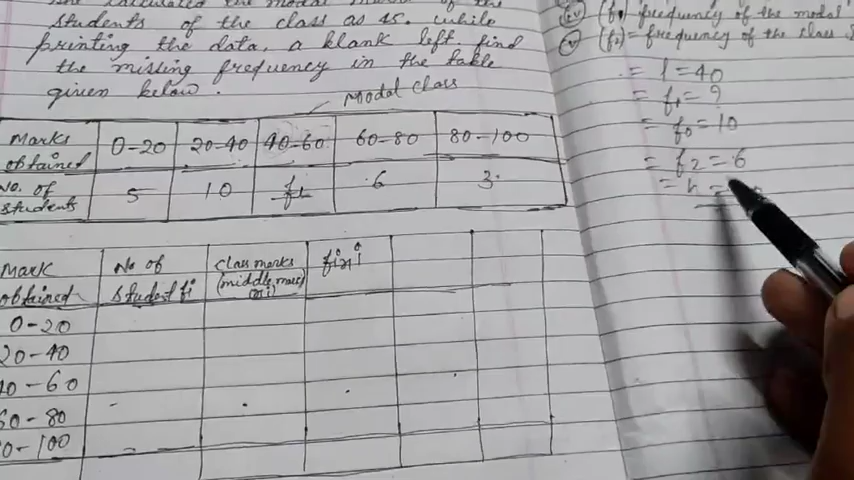 students of the class as 45. while
printing the data, a blank left find
the missing frequency in the table
given below.
Modal class
Marks obtained 0-20 20-40 40-60 60-80 80-100
No. of students 5 10 f1 6 3
Mark obtained No of student fi class marks (middle marc) (xi) fixi
0-20
20-40
40-60
60-80
80-100
frequency of the modal
(f2) = frequency of the class
= l = 40
= f1 = ?
= f0 = 10
= f2 = 6
= h =